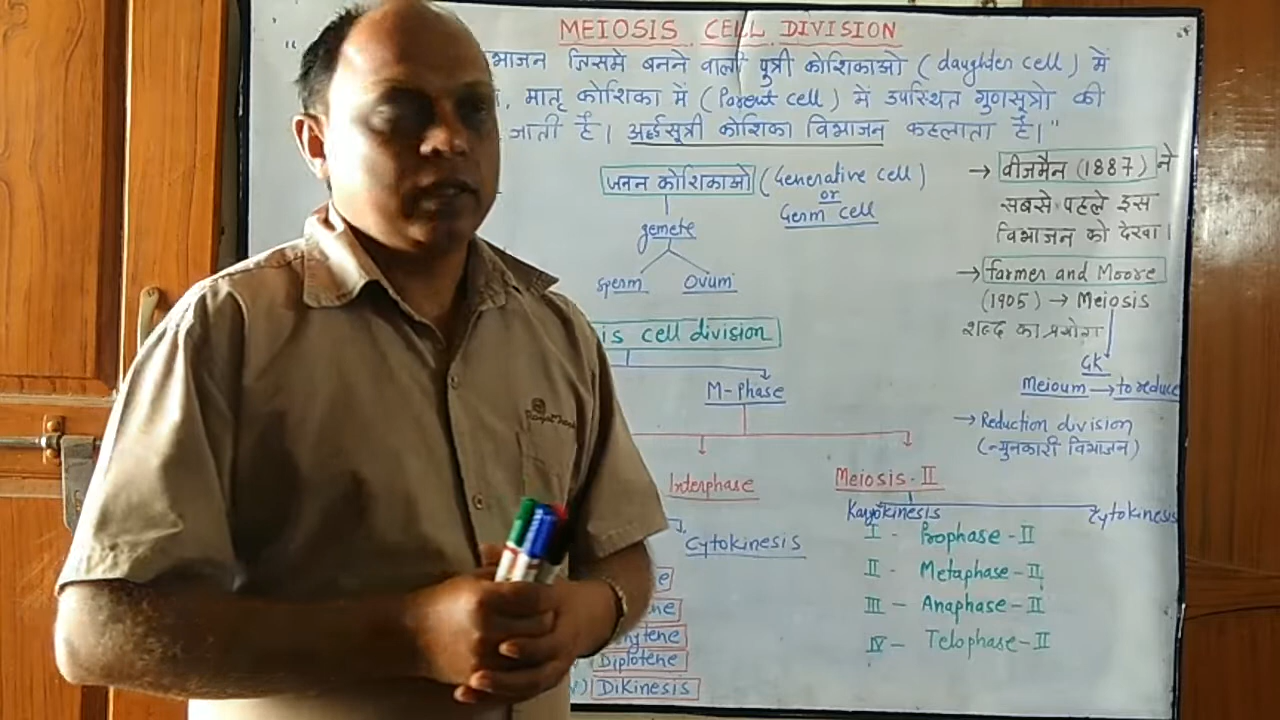 MEIOSIS CELL DIVISION
भाजन जिसमे बनने वाली पुत्री कोशिकाओ ( daughter cell ) में
, मातृ कोशिका में ( Parent cell ) में उपस्थित गुणसूत्रो की
जाती है। अर्द्धसूत्री कोशिका विभाजन कहलाता है।"
जनन कोशिकाओ ( Generative cell )
or
Germ cell
gemete
Sperm Ovum
→ वीजमैन (1887) ने
सबसे पहले इस
विभाजन को देखा।
→ farmer and Moore
(1905) → Meiosis
शब्द का प्रयोग
GK
Meioum → to reduce
→ Reduction division
(न्युनकारी विभाजन)
is cell division
M-Phase
Interphase
Meiosis-II
Karyokinesis Cytokinesis
Cytokinesis
I - Prophase-II
II - Metaphase-II
III - Anaphase-II
IV - Telophase-II
e
ne
hytene
Diplotene
V) Dikinesis